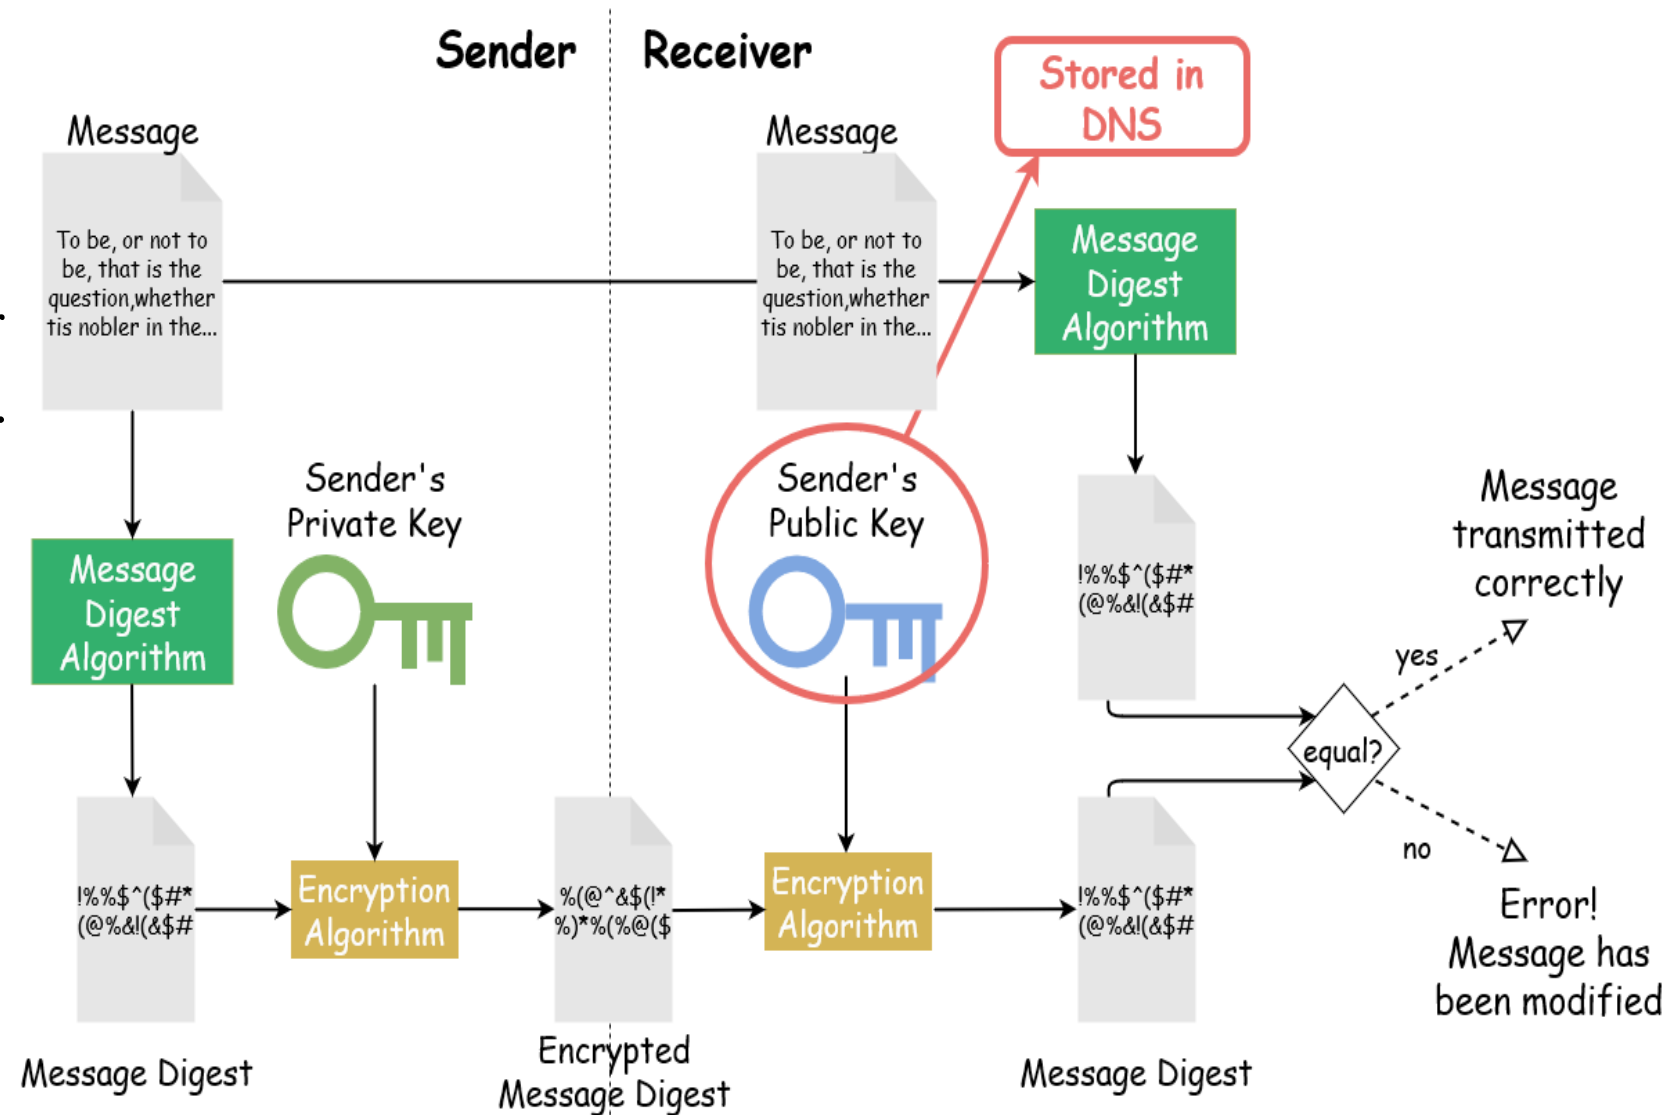 Sender
Receiver
Stored in
DNS
Message
To be, or not to
be, that is the
question,whether
tis nobler in the...
Message
To be, or not to
be, that is the
question,whether
tis nobler in the...
Message
Digest
Algorithm
Sender's
Private Key
Sender's
Public Key
Message
Digest
Algorithm
!%%$^($#*
(@%&!(&$#
Message
transmitted
correctly
yes
equal?
no
!%%$^($#*
(@%&!(&$#
Encryption
Algorithm
%(@^&$(!*
%)*%(%@($
Encryption
Algorithm
!%%$^($#*
(@%&!(&$#
Error!
Message has
been modified
Message Digest
Encrypted
Message Digest
Message Digest